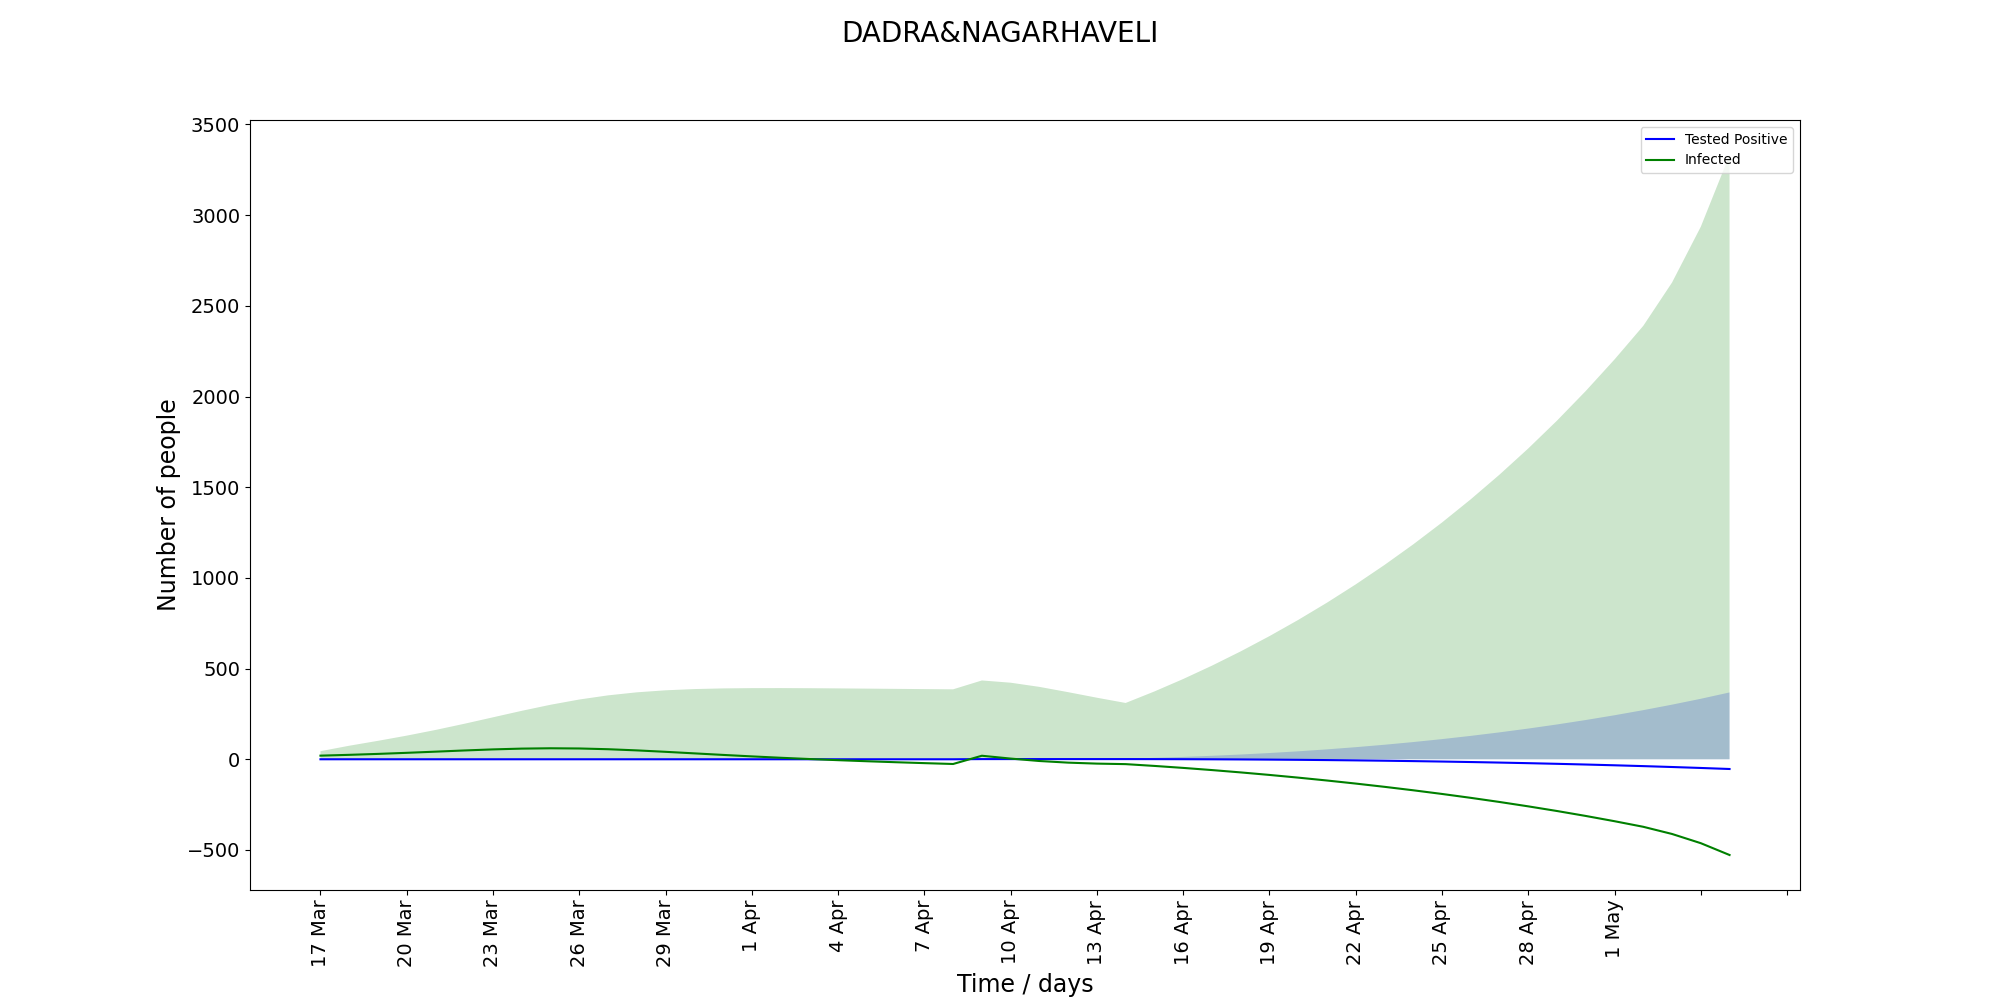 DADRA&NAGARHAVELI
3500
3000
2500
2000
1500
1000
500
0
−500
Number of people
Tested Positive
Infected
17 Mar
20 Mar
23 Mar
26 Mar
29 Mar
1 Apr
4 Apr
7 Apr
10 Apr
13 Apr
16 Apr
19 Apr
22 Apr
25 Apr
28 Apr
1 May
Time / days